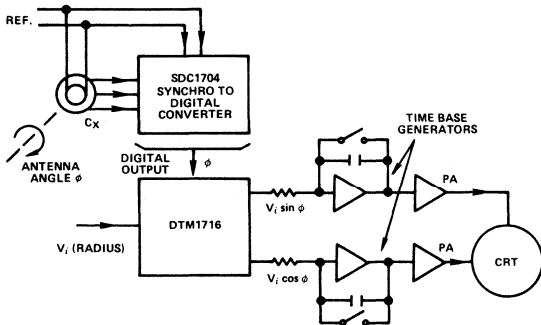 REF.
SDC1704
SYNCHRO TO
DIGITAL
CONVERTER
CX
ANTENNA
ANGLE ϕ
DIGITAL
OUTPUT
ϕ
TIME BASE
GENERATORS
DTM1716
Vi (RADIUS)
Vi sin ϕ
PA
Vi cos ϕ
PA
CRT